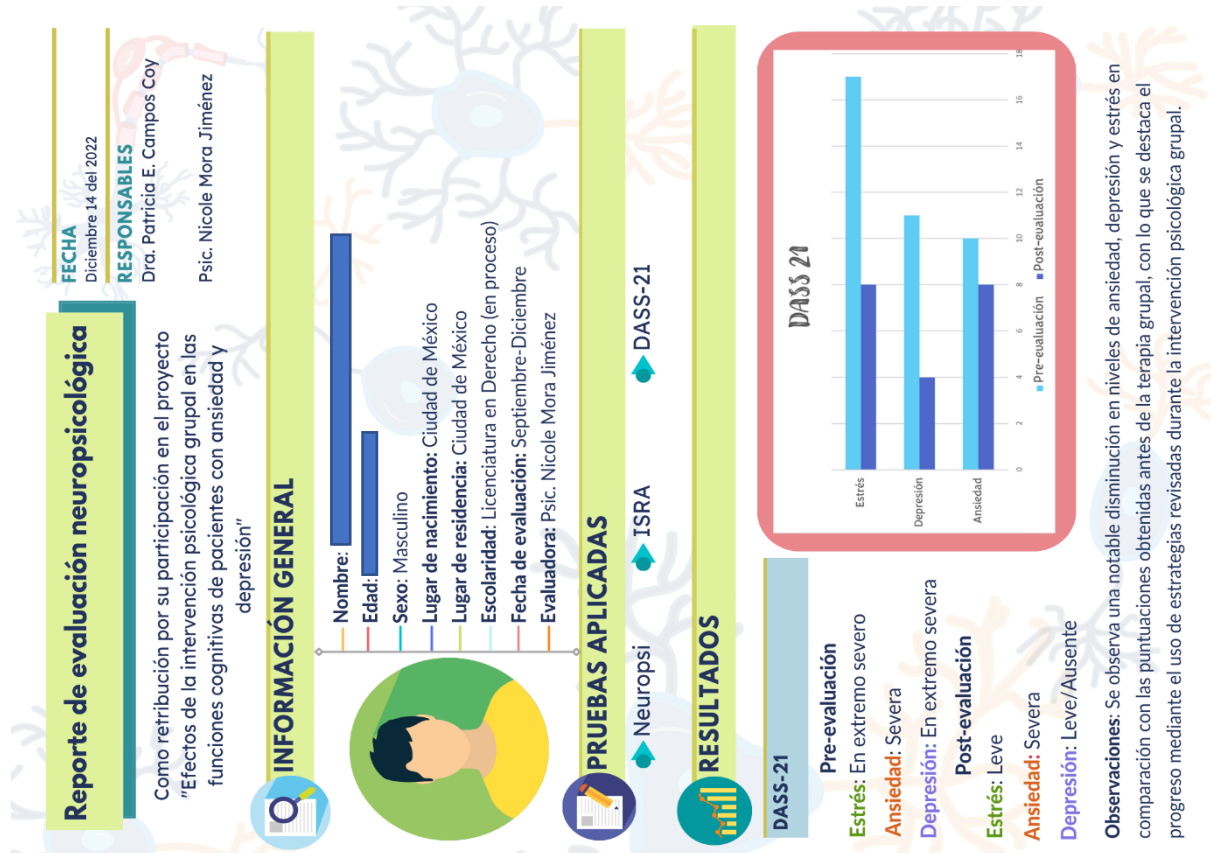 Reporte de evaluación neuropsicológica
FECHA
Diciembre 14 del 2022
RESPONSABLES
Dra. Patricia E. Campos Coy
Psic. Nicole Mora Jiménez
Como retribución por su participación en el proyecto
"Efectos de la intervención psicológica grupal en las
funciones cognitivas de pacientes con ansiedad y
depresión"
INFORMACIÓN GENERAL
Nombre:
Edad:
Sexo: Masculino
Lugar de nacimiento: Ciudad de México
Lugar de residencia: Ciudad de México
Escolaridad: Licenciatura en Derecho (en proceso)
Fecha de evaluación: Septiembre-Diciembre
Evaluadora: Psic. Nicole Mora Jiménez
PRUEBAS APLICADAS
Neuropsi
ISRA
DASS-21
RESULTADOS
DASS-21
Pre-evaluación
Estrés: En extremo severo
Ansiedad: Severa
Depresión: En extremo severa
Post-evaluación
Estrés: Leve
Ansiedad: Severa
Depresión: Leve/Ausente
DASS 21
Estrés
Depresión
Ansiedad
0 2 4 6 8 10 12 14 16 18
Pre-evaluación Post-evaluación
Observaciones: Se observa una notable disminución en niveles de ansiedad, depresión y estrés en
comparación con las puntuaciones obtenidas antes de la terapia grupal, con lo que se destaca el
progreso mediante el uso de estrategias revisadas durante la intervención psicológica grupal.